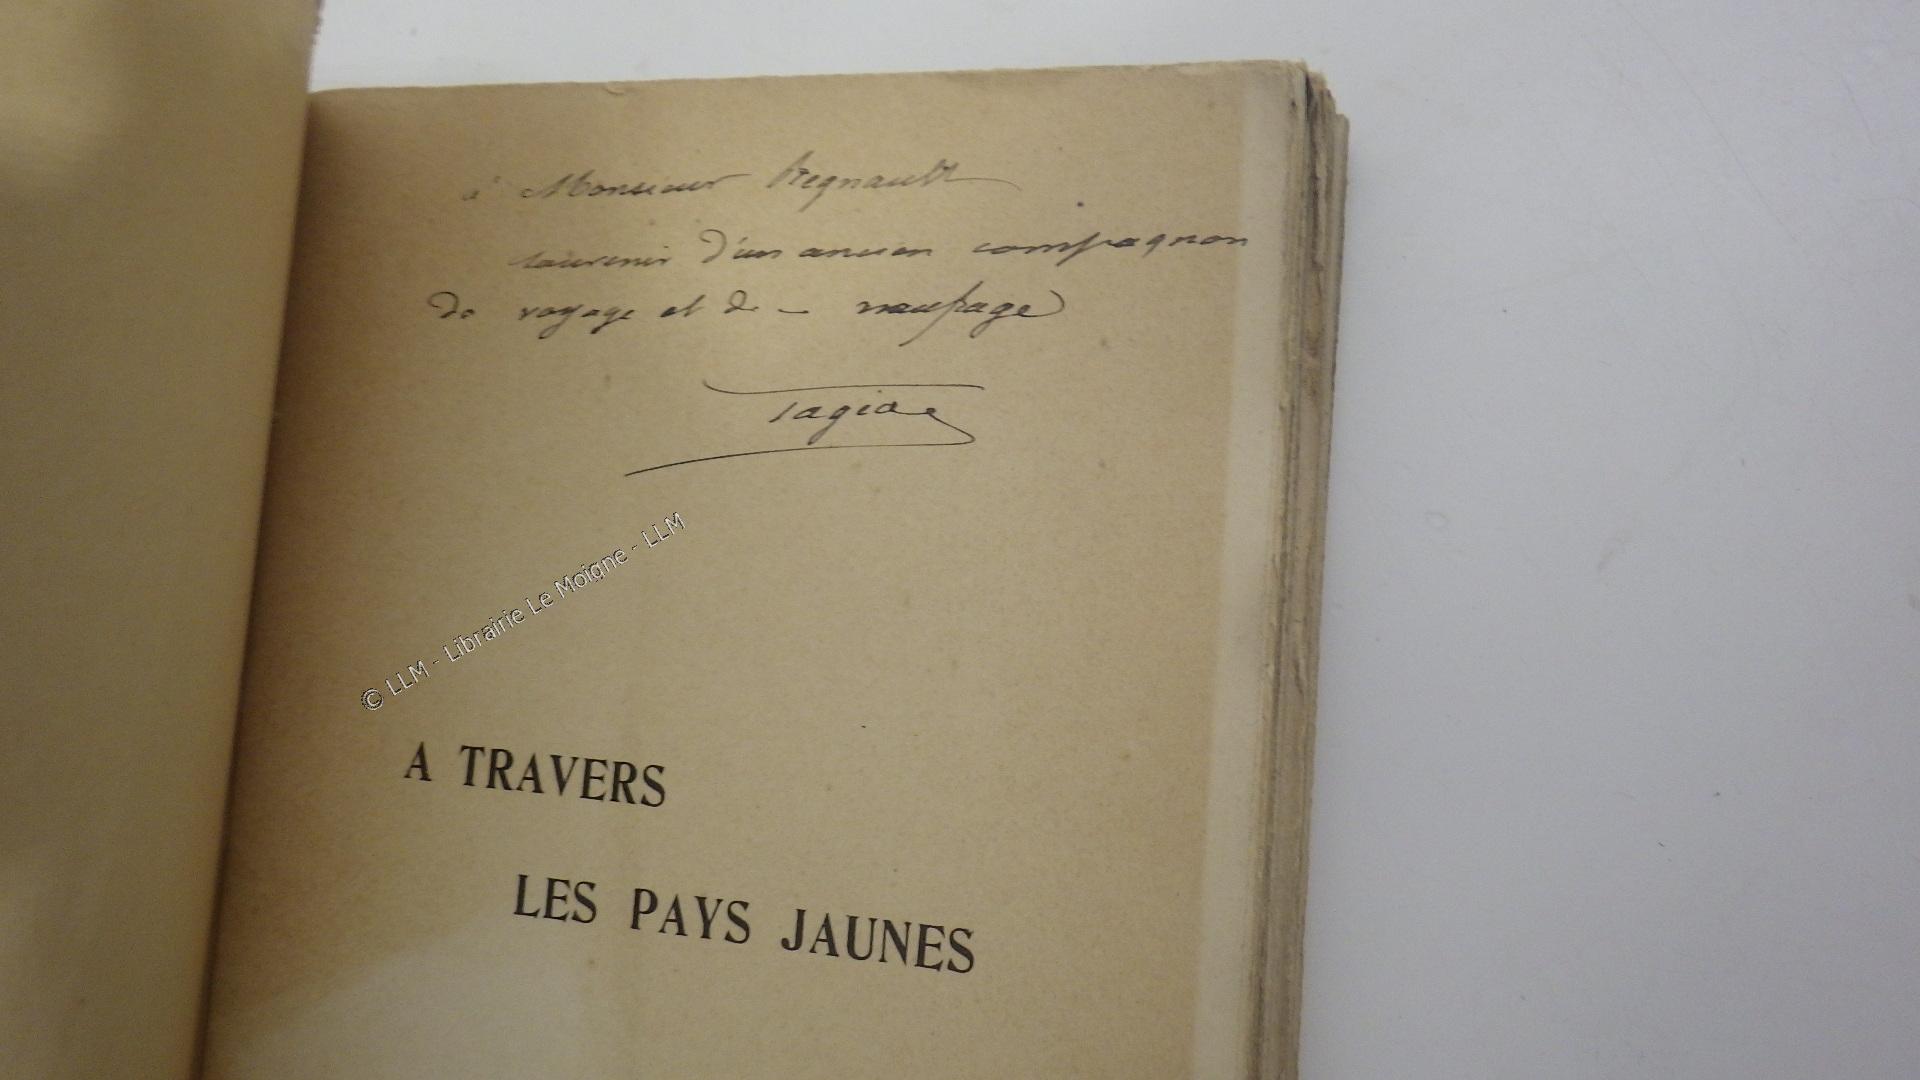 à Monsieur Regnault
souvenir d'un ancien compagnon
de voyage et de - naufrage
© LLM - Librairie Le Moigne - LLM
A TRAVERS
LES PAYS JAUNES